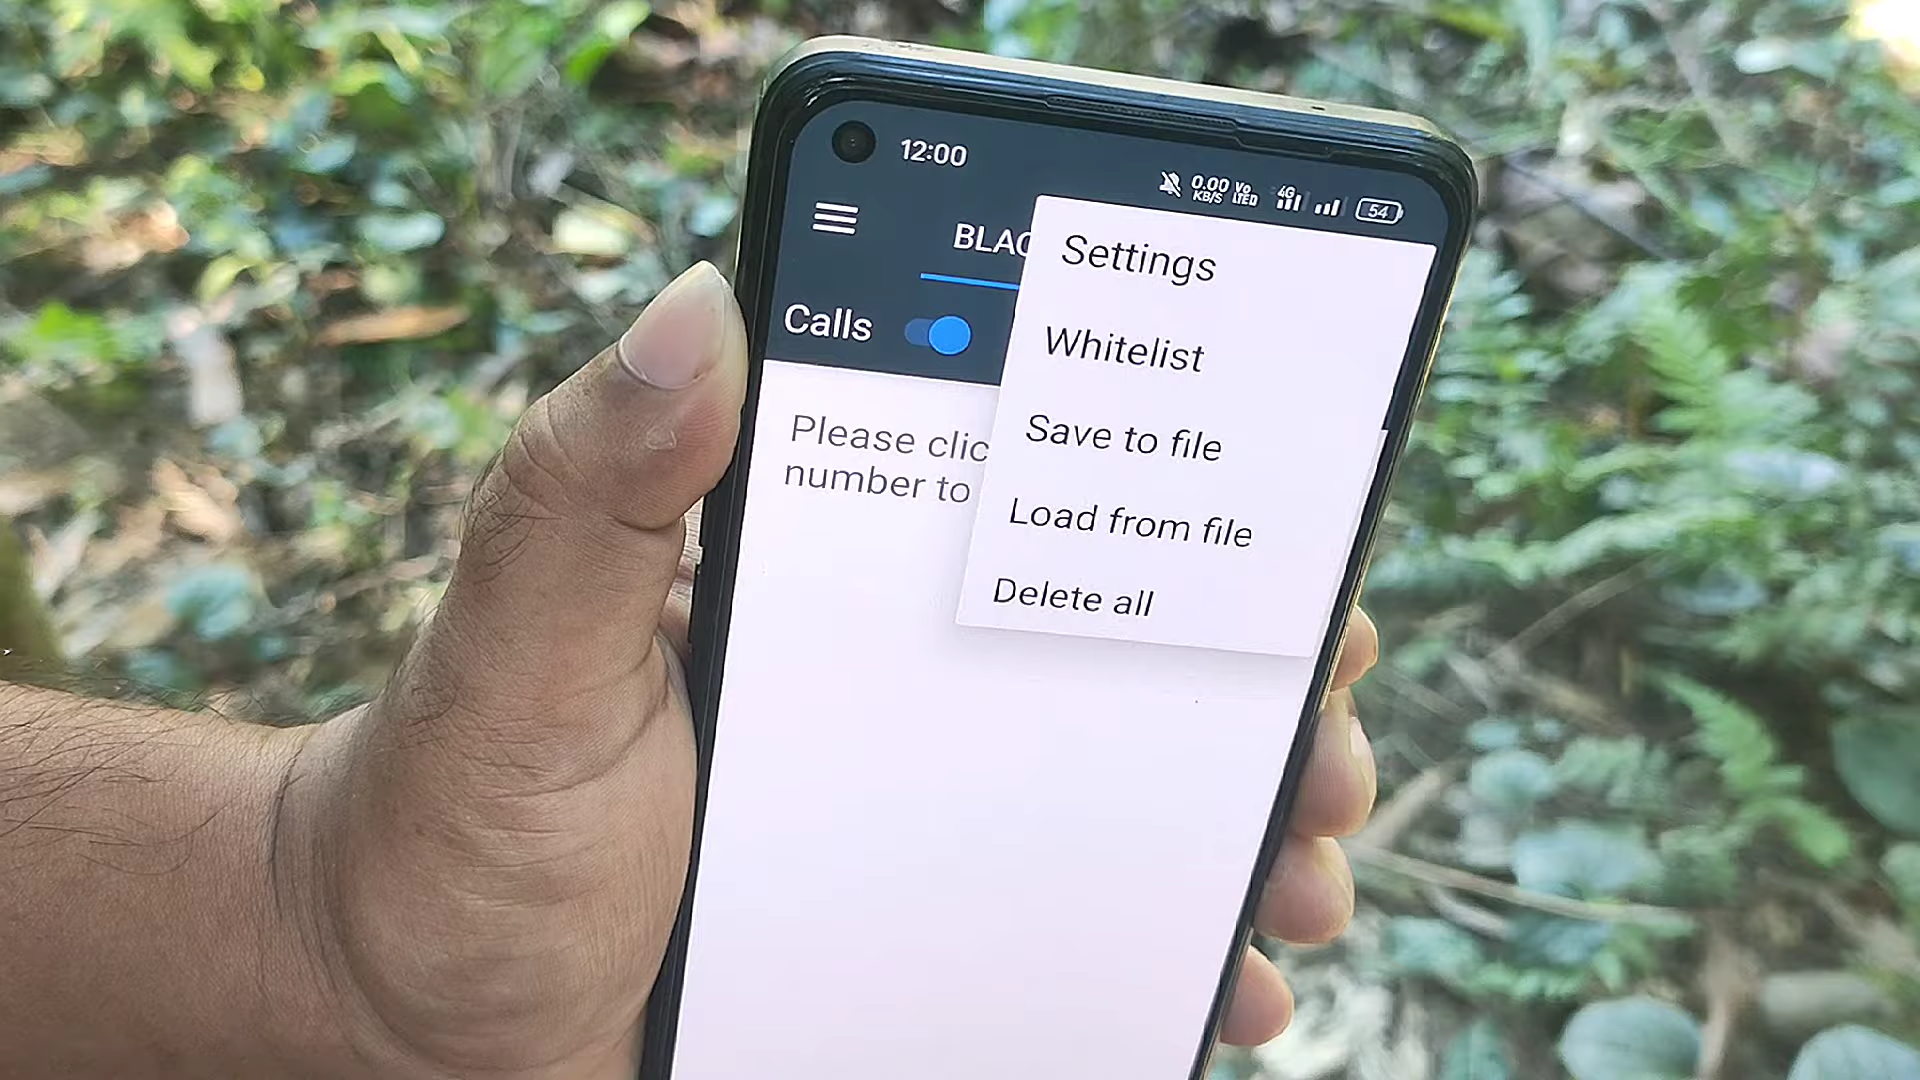 12:00
0.00 KB/S Vo LTED 4G 54
BLAC
Calls
Settings
Whitelist
Save to file
Load from file
Delete all
Please clic
number to